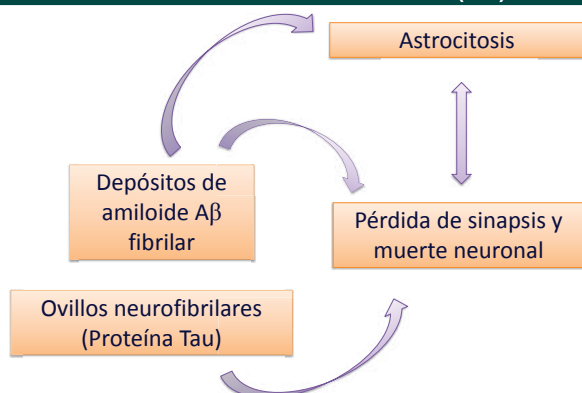 Astrocitosis
Depósitos de
amiloide Aβ
fibrilar
Pérdida de sinapsis y
muerte neuronal
Ovillos neurofibrilares
(Proteína Tau)